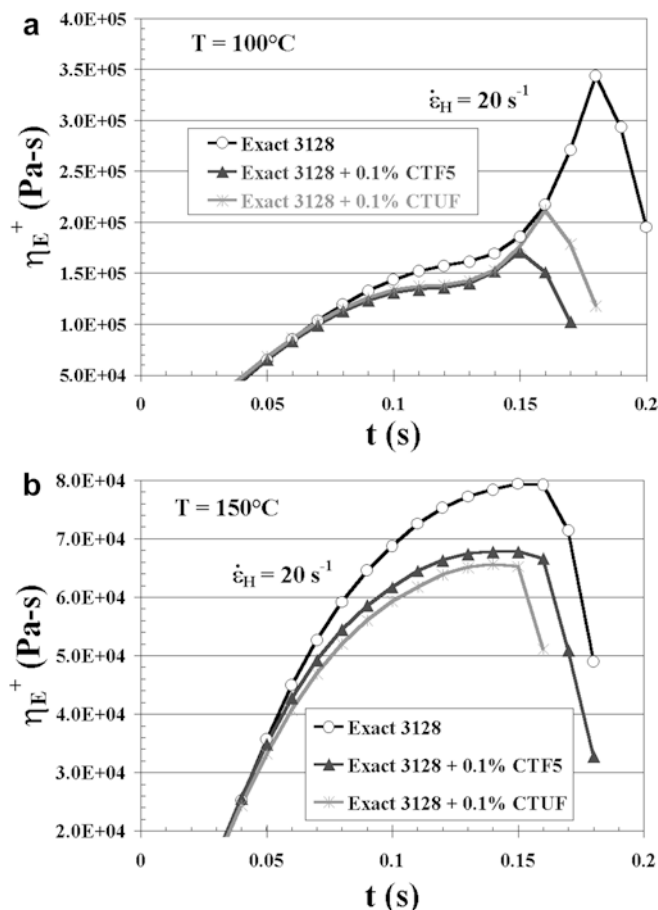 a
T = 100°C
ε̇H = 20 s⁻¹
Exact 3128
Exact 3128 + 0.1% CTF5
Exact 3128 + 0.1% CTUF
ηE⁺ (Pa-s)
4.0E+05
3.5E+05
3.0E+05
2.5E+05
2.0E+05
1.5E+05
1.0E+05
5.0E+04
0
0.05
0.1
0.15
0.2
t (s)
b
T = 150°C
ε̇H = 20 s⁻¹
Exact 3128
Exact 3128 + 0.1% CTF5
Exact 3128 + 0.1% CTUF
ηE⁺ (Pa-s)
8.0E+04
7.0E+04
6.0E+04
5.0E+04
4.0E+04
3.0E+04
2.0E+04
0
0.05
0.1
0.15
0.2
t (s)